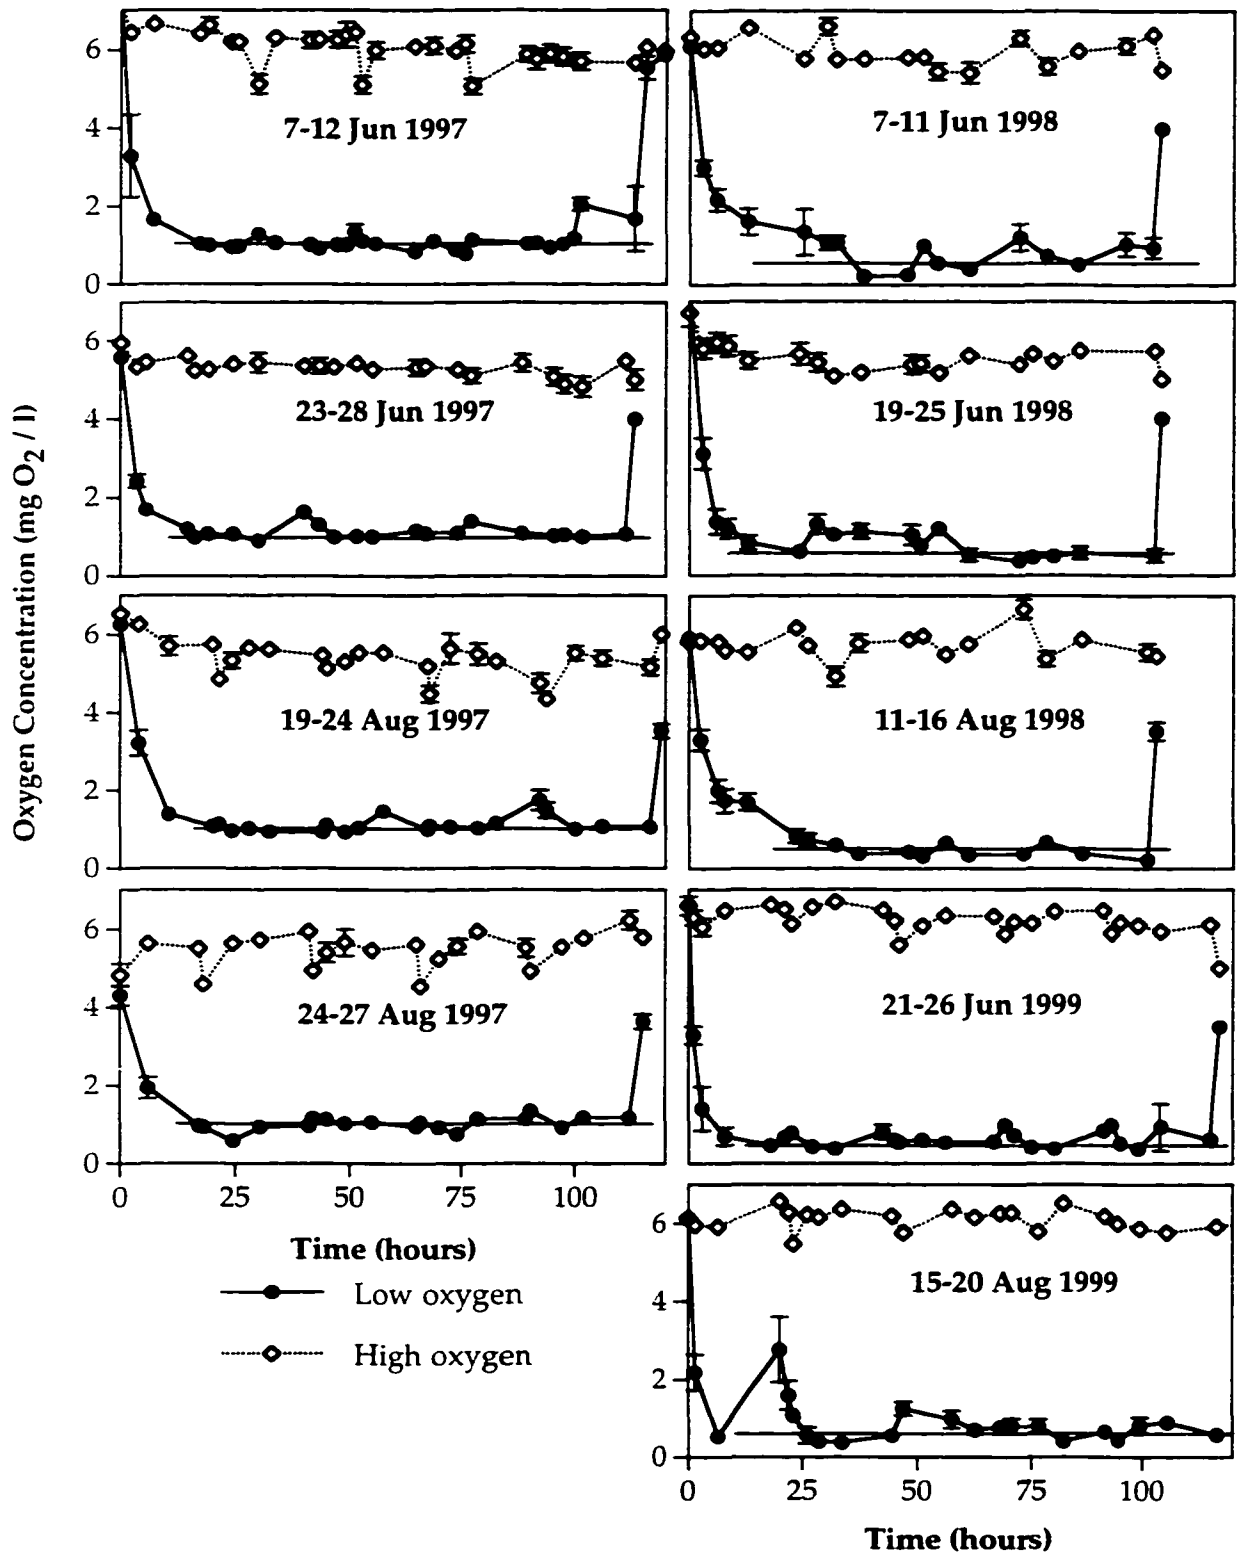 Oxygen Concentration (mg O2 / l)
6
4
2
0
7-12 Jun 1997
7-11 Jun 1998
6
4
2
0
23-28 Jun 1997
19-25 Jun 1998
6
4
2
0
19-24 Aug 1997
11-16 Aug 1998
6
4
2
0
24-27 Aug 1997
21-26 Jun 1999
0 25 50 75 100
Time (hours)
Low oxygen
High oxygen
6
4
2
0
15-20 Aug 1999
0 25 50 75 100
Time (hours)